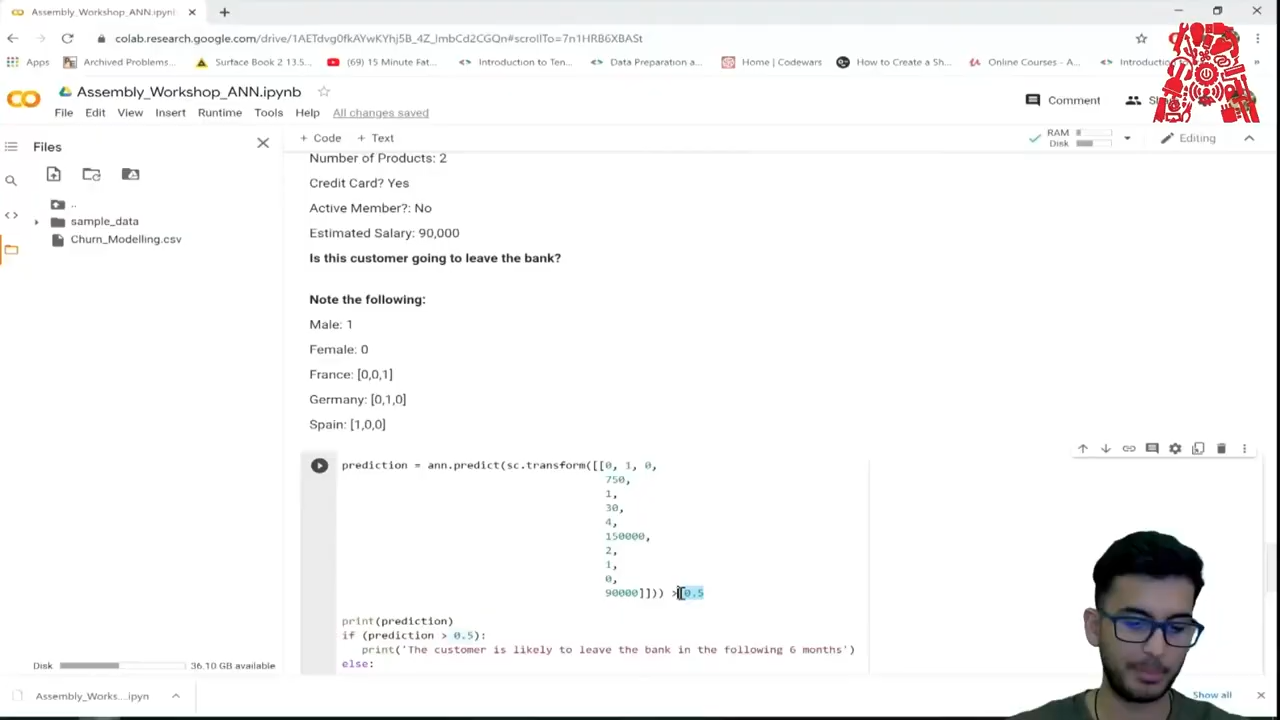 Assembly_Workshop_ANN.ipynb
colab.research.google.com/drive/1AETdvg0fkAYwKYhj5B_4Z_lmbCd2CGQn#scrollTo=7n1HRB6XBASt
Apps Archived Problems... Surface Book 2 13.5... (69) 15 Minute Fat... Introduction to Ten... Data Preparation a... Home | Codewars How to Create a Sh... Online Courses - A...
Assembly_Workshop_ANN.ipynb
Comment
File Edit View Insert Runtime Tools Help All changes saved
Files
+ Code + Text
RAM
Disk
Editing
..
sample_data
Churn_Modelling.csv
Number of Products: 2
Credit Card? Yes
Active Member?: No
Estimated Salary: 90,000
Is this customer going to leave the bank?
Note the following:
Male: 1
Female: 0
France: [0,0,1]
Germany: [0,1,0]
Spain: [1,0,0]
prediction = ann.predict(sc.transform([[0, 1, 0,
750,
1,
30,
4,
150000,
2,
1,
0,
90000]])) > 0.5
print(prediction)
if (prediction > 0.5):
print('The customer is likely to leave the bank in the following 6 months')
else:
Disk 36.10 GB available
Assembly_Works....ipyn
Show all